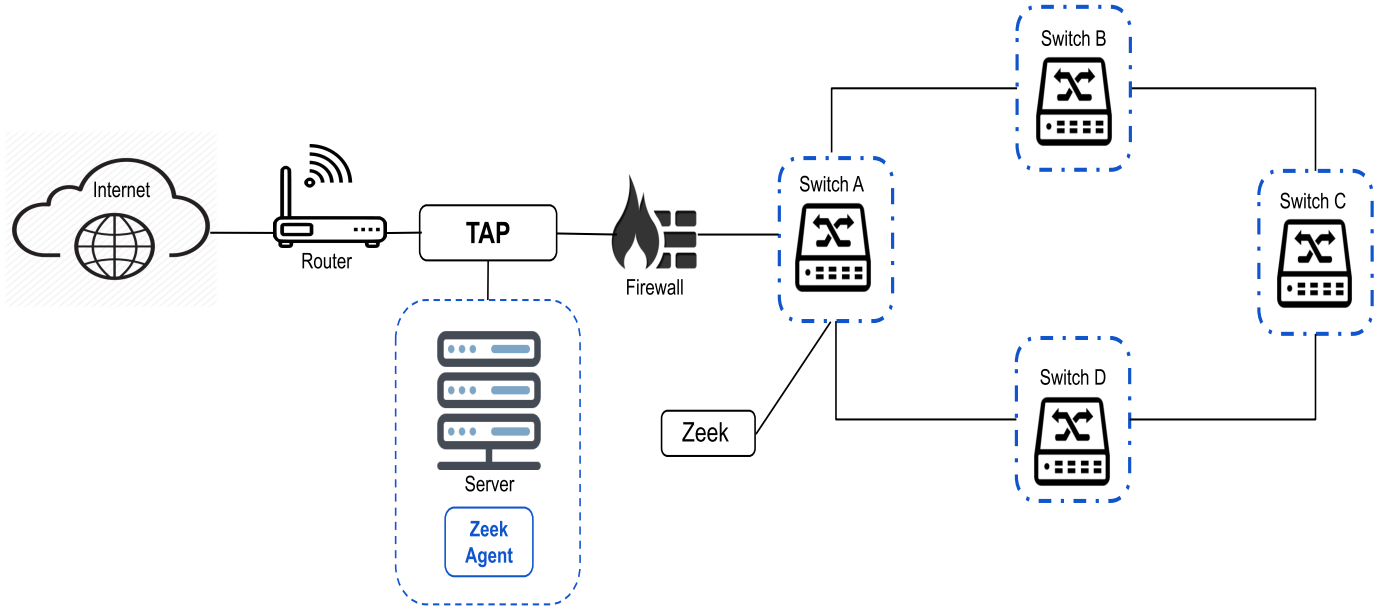 Internet
Router
TAP
Server
Zeek
Agent
Firewall
Switch A
Zeek
Switch B
Switch C
Switch D